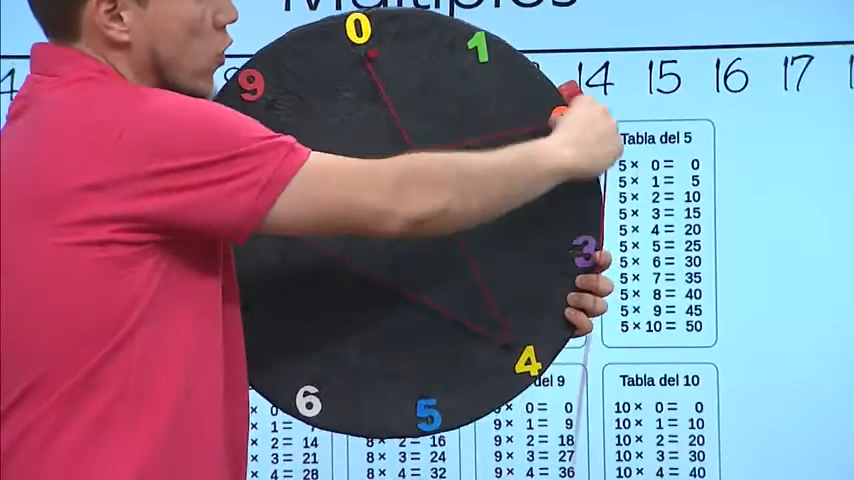 Múltiplos
0
1
9
14 15 16 17
3
4
5
6
Tabla del 5
5× 0= 0
5× 1= 5
5× 2= 10
5× 3= 15
5× 4= 20
5× 5= 25
5× 6= 30
5× 7= 35
5× 8= 40
5× 9= 45
5× 10= 50
2= 14
3= 21
4= 28
8× 2= 16
8× 3= 24
8× 4= 32
del 9
9× 0= 0
9× 1= 9
9× 2= 18
9× 3= 27
9× 4= 36
Tabla del 10
10× 0= 0
10× 1= 10
10× 2= 20
10× 3= 30
10× 4= 40